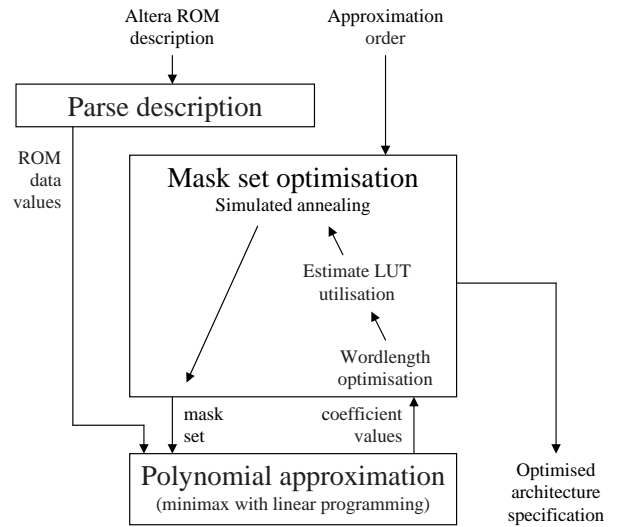 Altera ROM
description
Approximation
order
Parse description
ROM
data
values
Mask set optimisation
Simulated annealing
Estimate LUT
utilisation
Wordlength
optimisation
mask
set
coefficient
values
Polynomial approximation
(minimax with linear programming)
Optimised
architecture
specification